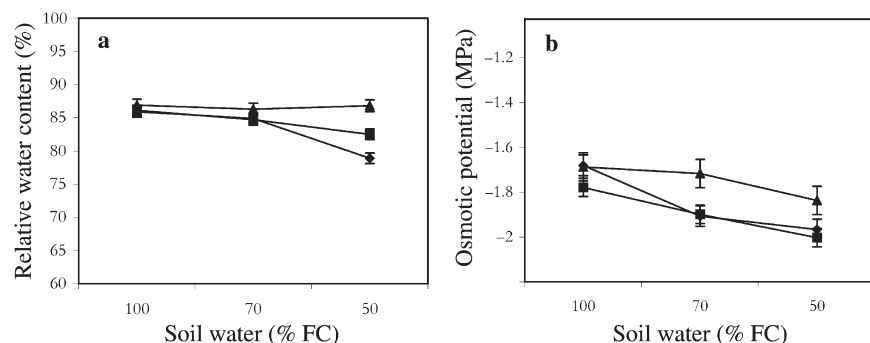 a
Relative water content (%)
100
95
90
85
80
75
70
65
60
100 70 50
Soil water (% FC)
b
Osmotic potential (MPa)
−1.2
−1.4
−1.6
−1.8
−2
100 70 50
Soil water (% FC)